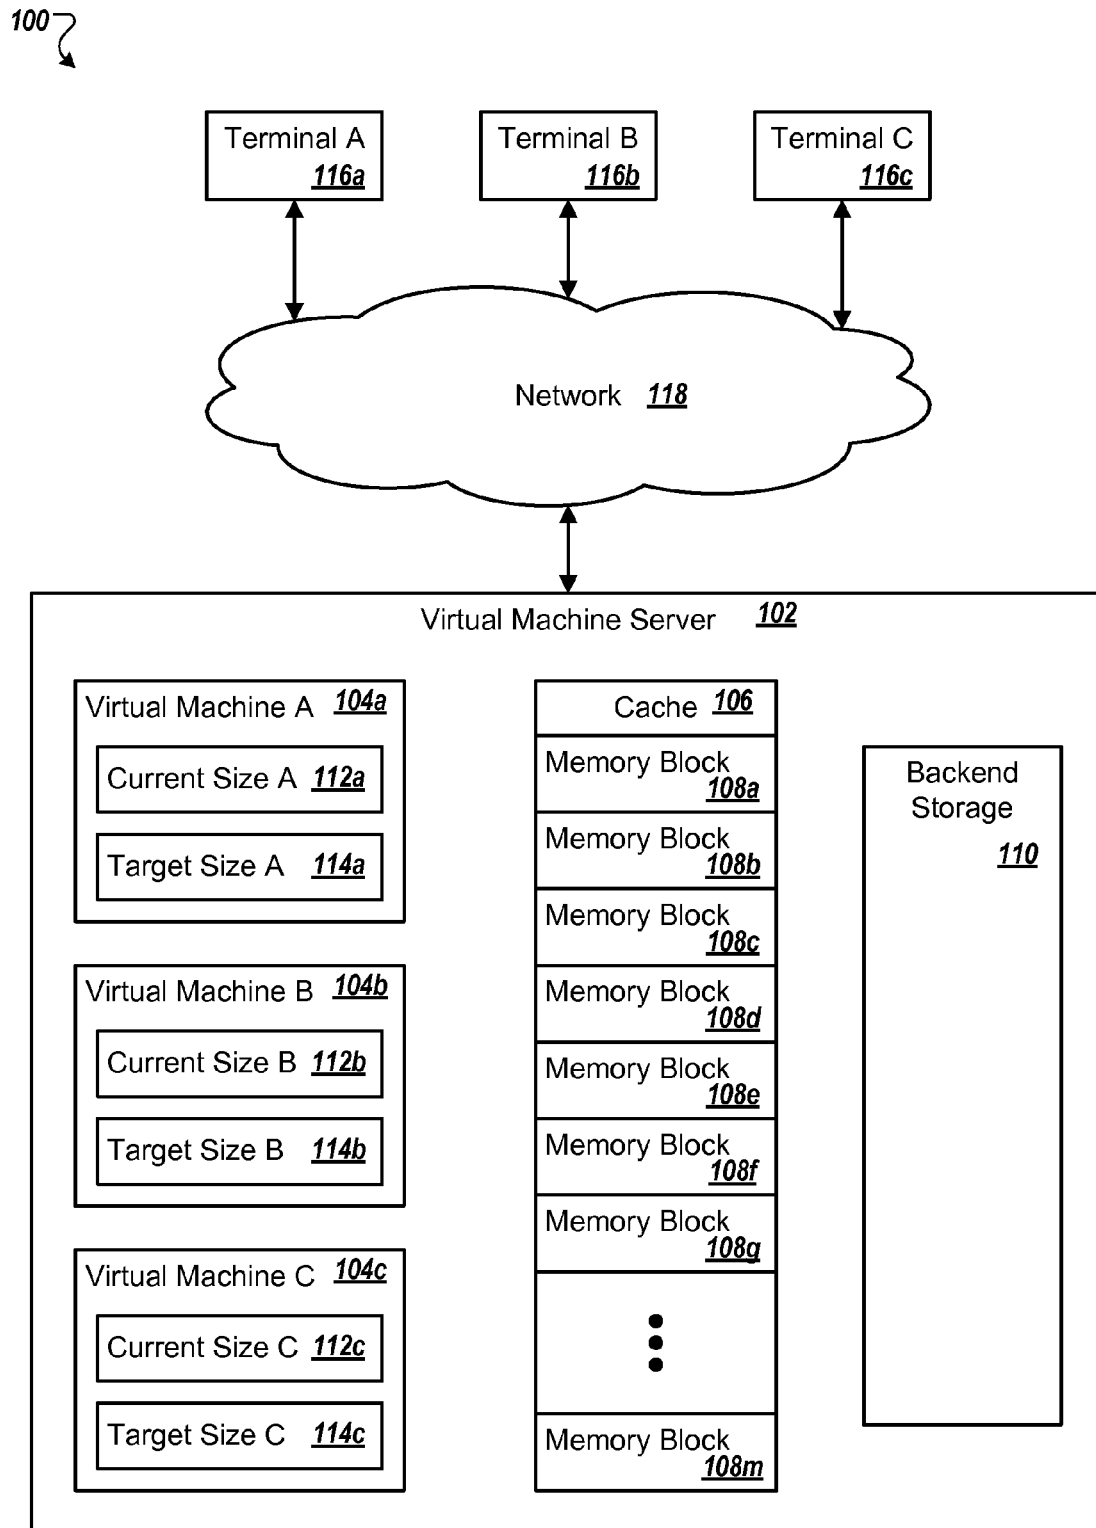 100
Terminal A
116a
Terminal B
116b
Terminal C
116c
Network 118
Virtual Machine Server 102
Virtual Machine A 104a
Current Size A 112a
Target Size A 114a
Virtual Machine B 104b
Current Size B 112b
Target Size B 114b
Virtual Machine C 104c
Current Size C 112c
Target Size C 114c
Cache 106
Memory Block
108a
Memory Block
108b
Memory Block
108c
Memory Block
108d
Memory Block
108e
Memory Block
108f
Memory Block
108g
Memory Block
108m
Backend
Storage
110